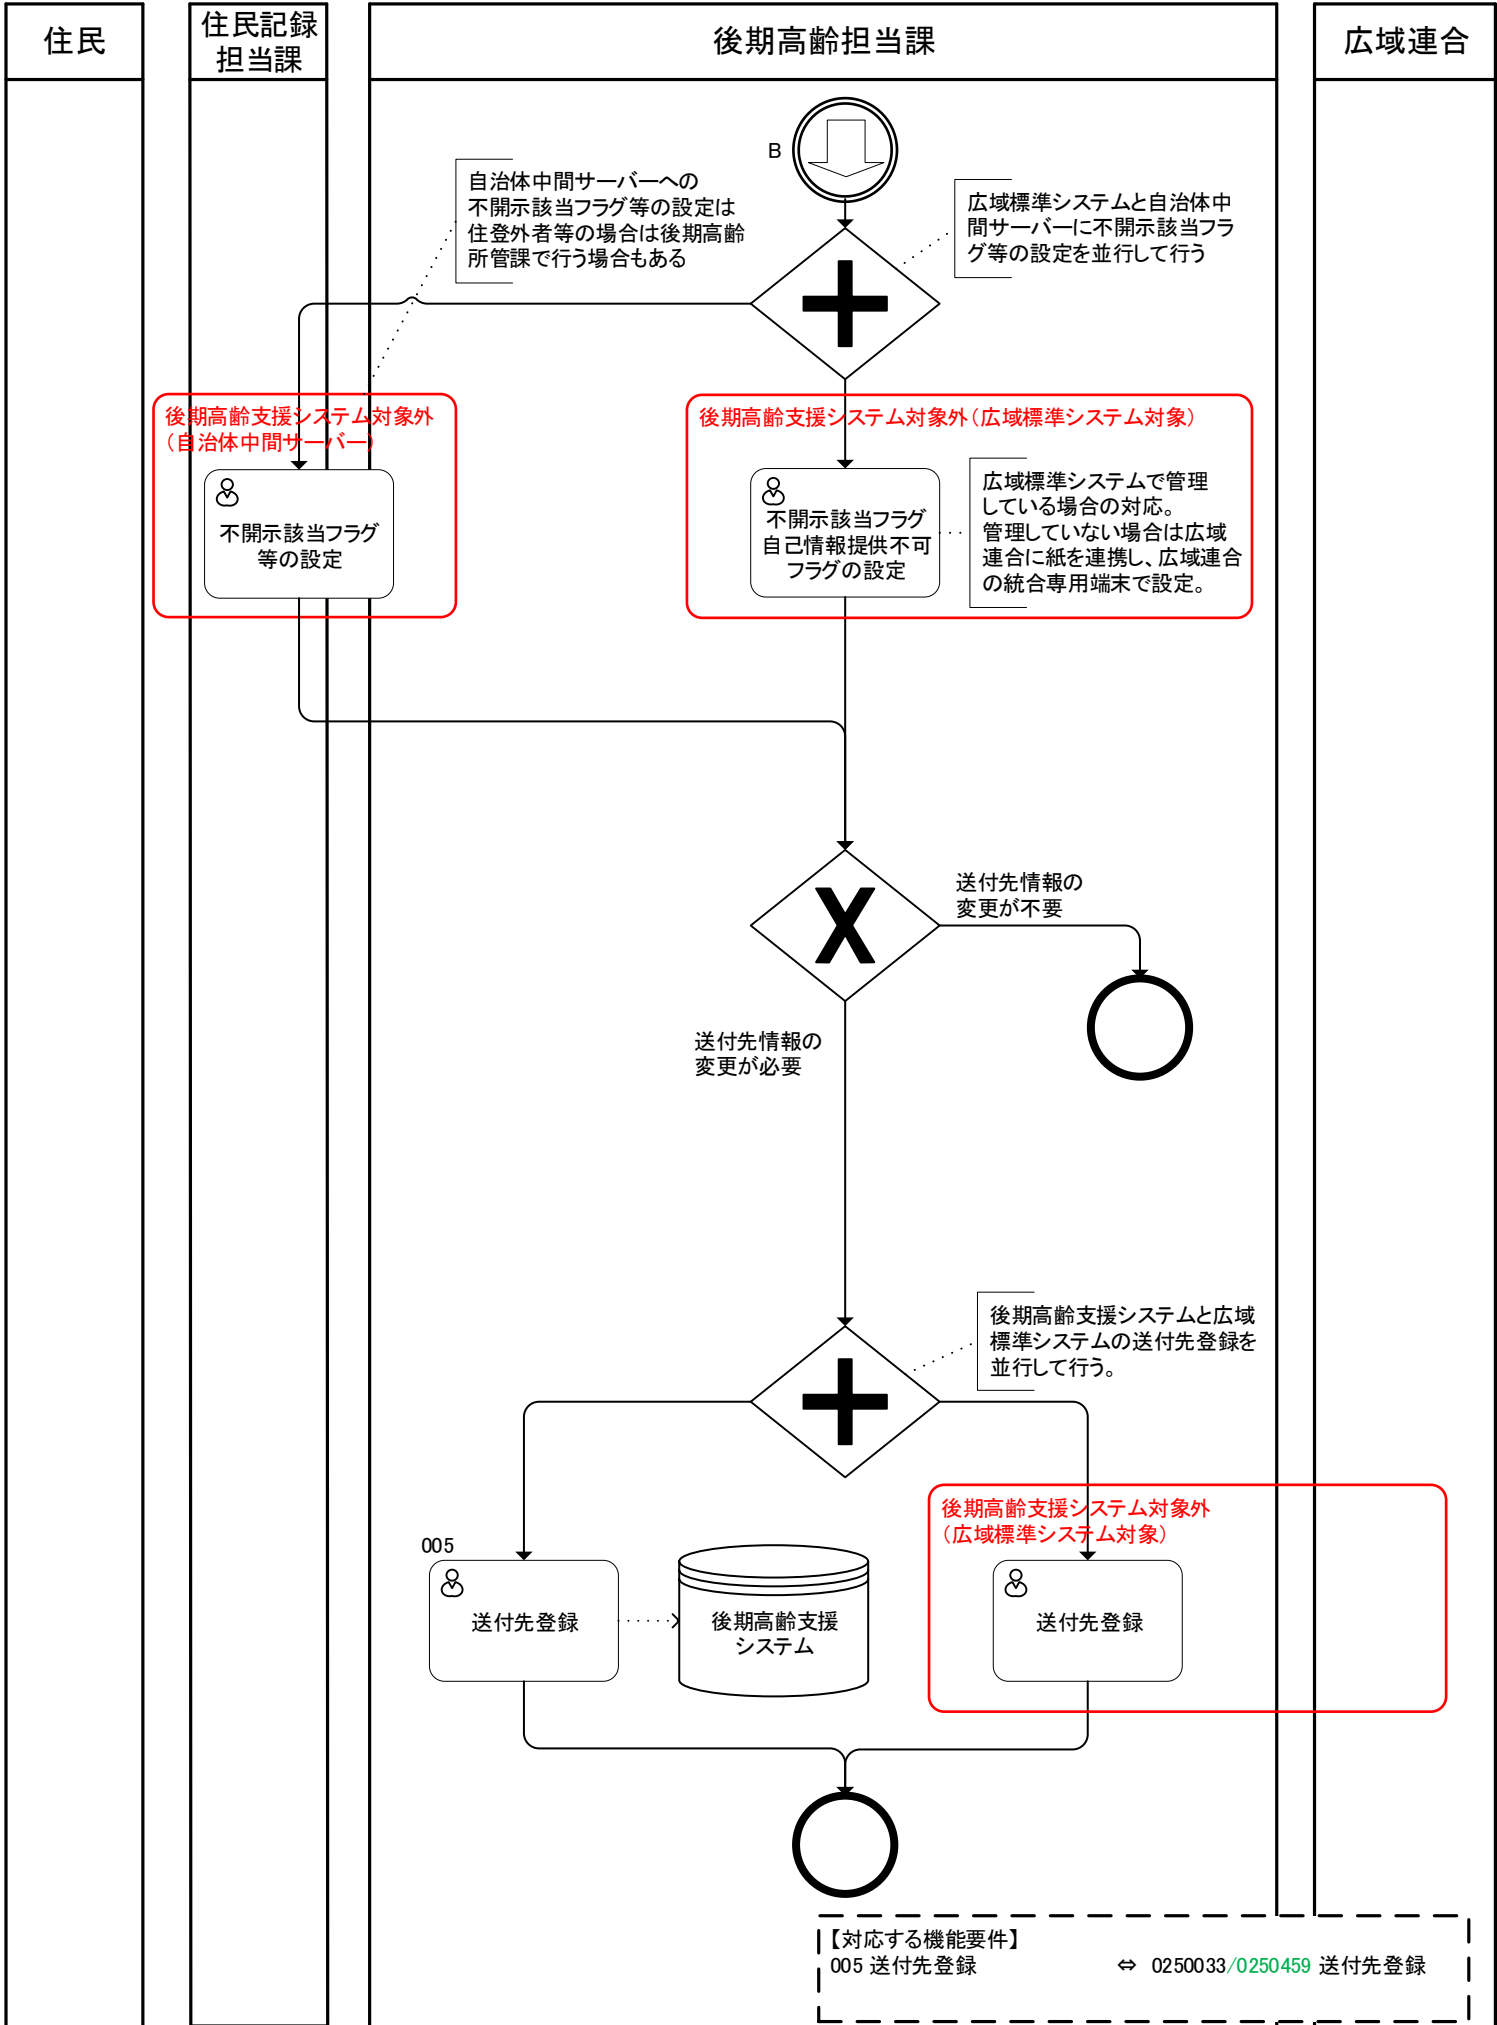 住民
住民記録
担当課
後期高齢担当課
広域連合
B
自治体中間サーバーへの
不開示該当フラグ等の設定は
住登外者等の場合は後期高齢
所管課で行う場合もある
広域標準システムと自治体中
間サーバーに不開示該当フラ
グ等の設定を並行して行う
後期高齢支援システム対象外
（自治体中間サーバー）
後期高齢支援システム対象外（広域標準システム対象）
不開示該当フラグ
等の設定
不開示該当フラグ
自己情報提供不可
フラグの設定
広域標準システムで管理
している場合の対応。
管理していない場合は広域
連合に紙を連携し、広域連合
の統合専用端末で設定。
送付先情報の
変更が不要
送付先情報の
変更が必要
後期高齢支援システムと広域
標準システムの送付先登録を
並行して行う。
後期高齢支援システム対象外
（広域標準システム対象）
005
送付先登録
後期高齢支援
システム
送付先登録
【対応する機能要件】
005 送付先登録 ⇔ 0250033/0250459 送付先登録